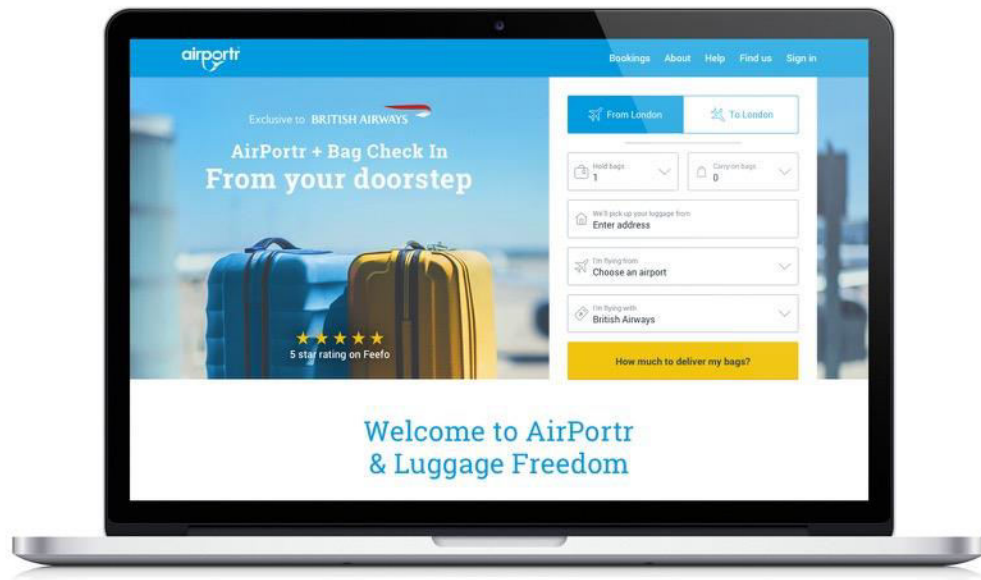 airportr
Bookings About Help Find us Sign in
Exclusive to BRITISH AIRWAYS
AirPortr + Bag Check In
From your doorstep
5 star rating on Feefo
From London
To London
Hold bags
1
Carry on bags
0
We'll pick up your luggage from
Enter address
I'm flying from
Choose an airport
I'm flying with
British Airways
How much to deliver my bags?
Welcome to AirPortr
& Luggage Freedom